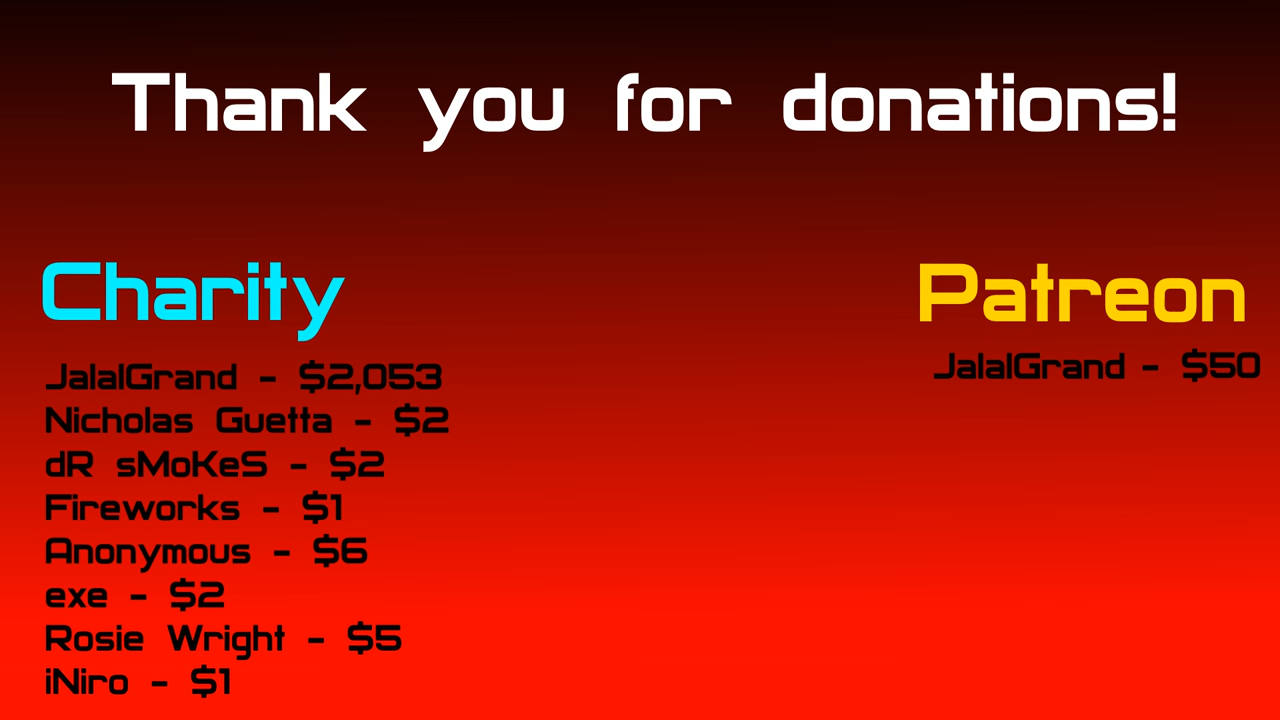 Thank you for donations!
Charity
JalalGrand - $2,053
Nicholas Guetta - $2
dR sMoKeS - $2
Fireworks - $1
Anonymous - $6
exe - $2
Rosie Wright - $5
iNiro - $1
Patreon
JalalGrand - $50